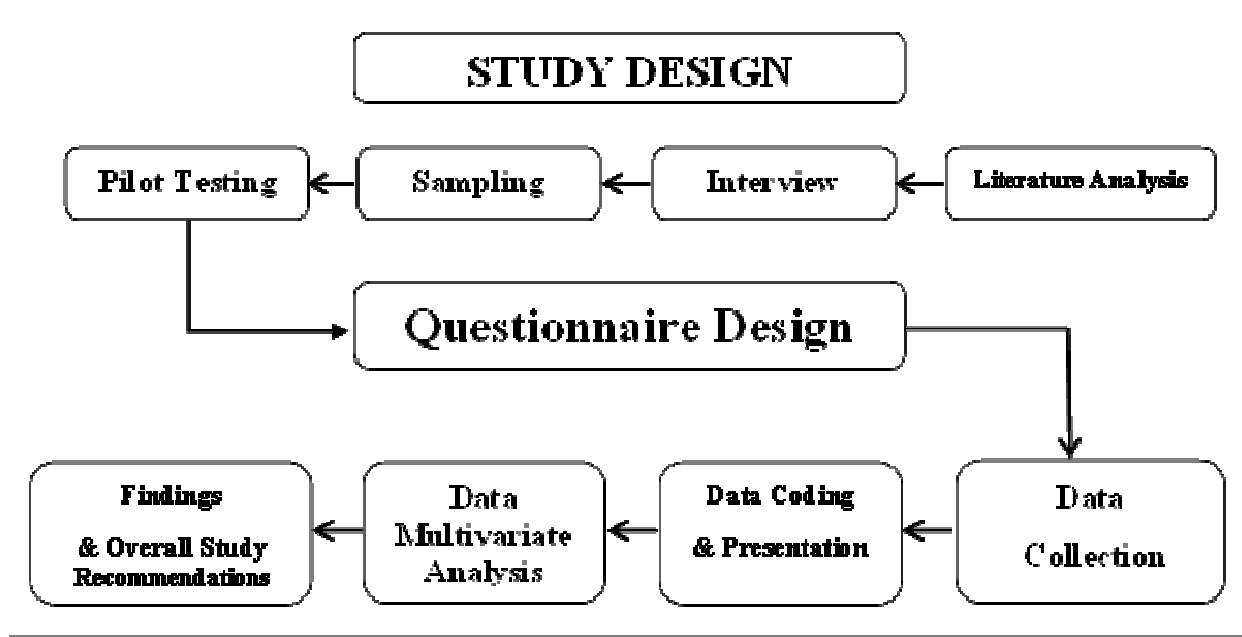 STUDY DESIGN
Pilot Testing
Sampling
Interview
Literature Analysis
Questionnaire Design
Findings
& Overall Study
Recommendations
Data
Multivariate
Analysis
Data Coding
& Presentation
Data
Collection